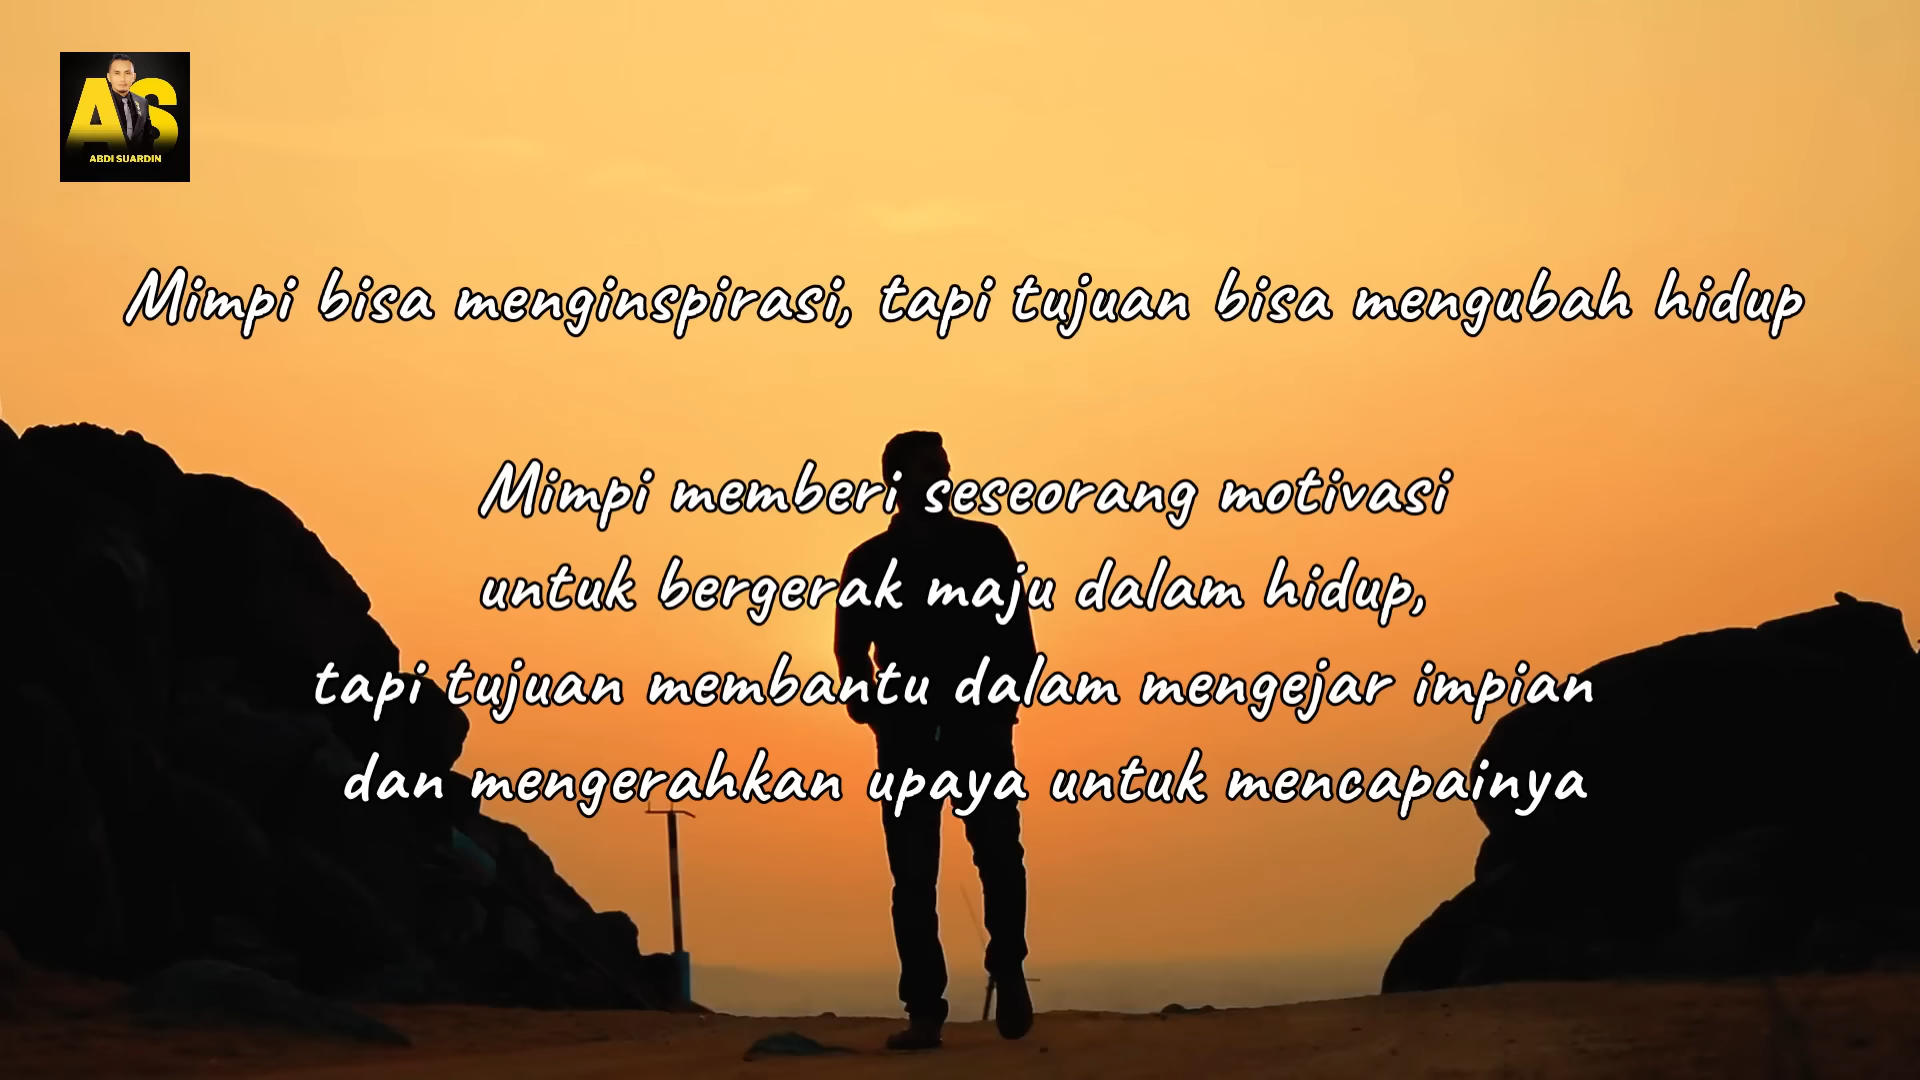 AS
ABDI SUARDIN
Mimpi bisa menginspirasi, tapi tujuan bisa mengubah hidup
Mimpi memberi seseorang motivasi
untuk bergerak maju dalam hidup,
tapi tujuan membantu dalam mengejar impian
dan mengerahkan upaya untuk mencapainya